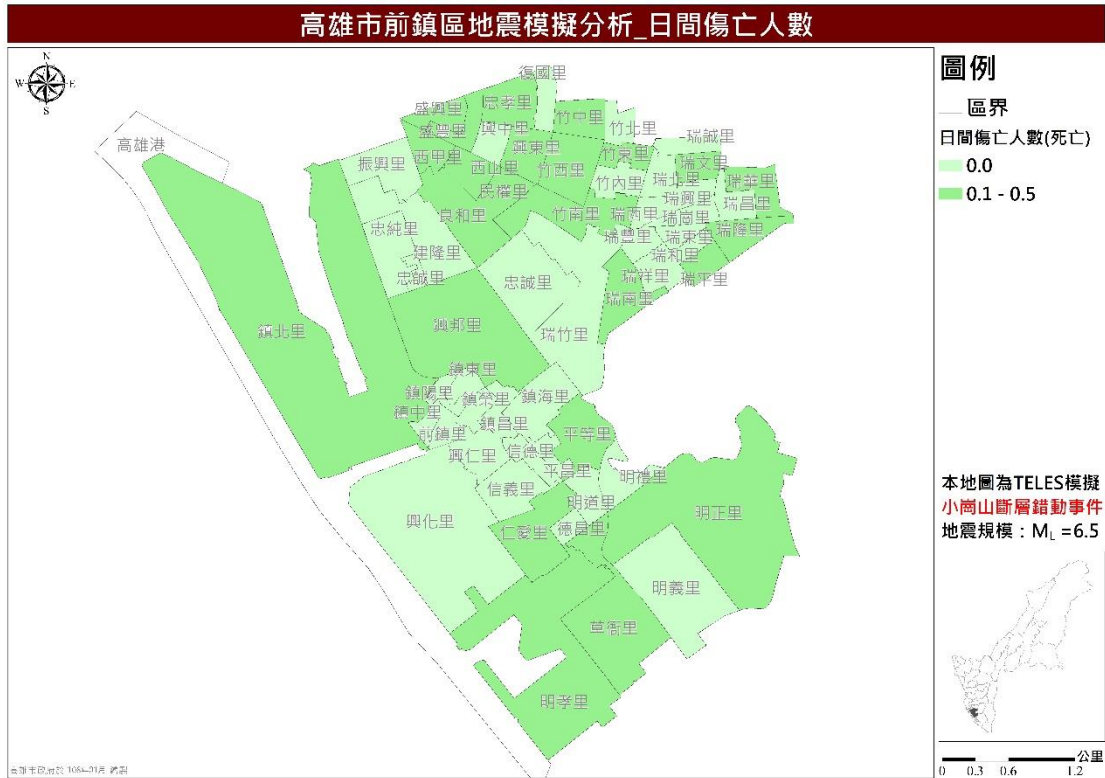 高雄市前鎮區地震模擬分析_日間傷亡人數
N
W
E
S
高雄港
復國里
盛興里
忠孝里
竹中里
竹北里
盛豐里
興中里
瑞誠里
振興里
西甲里
西山里
興東里
竹西里
竹東里
瑞文里
民權里
竹內里
瑞北里
瑞華里
瑞興里
瑞昌里
忠純里
良和里
竹南里
瑞西里
瑞崗里
建隆里
瑞豐里
瑞東里
瑞隆里
忠誠里
忠誠里
瑞和里
瑞祥里
瑞平里
瑞南里
鎮北里
興邦里
瑞竹里
鎮東里
鎮陽里
鎮榮里
鎮海里
鎮中里
前鎮里
鎮昌里
平等里
興仁里
信德里
平昌里
明禮里
信義里
明道里
興化里
仁愛里
德昌里
明正里
明義里
草衙里
明孝里
圖例
區界
日間傷亡人數(死亡)
0.0
0.1 - 0.5
本地圖為TELES模擬
小崗山斷層錯動事件
地震規模：ML =6.5
公里
0 0.3 0.6 1.2